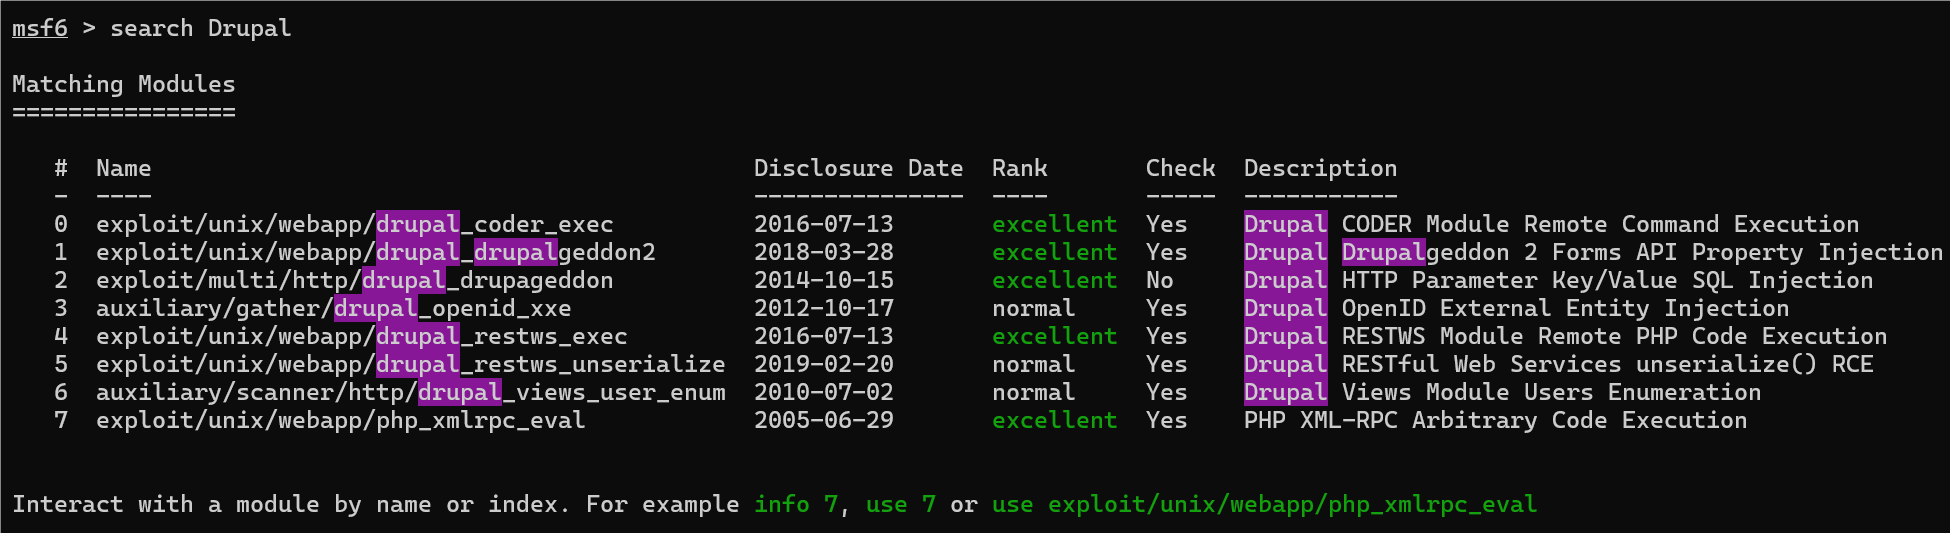 msf6 > search Drupal
Matching Modules
================
#  Name                                           Disclosure Date  Rank       Check  Description
-  ----                                           ---------------  ----       -----  -----------
0  exploit/unix/webapp/drupal_coder_exec          2016-07-13       excellent  Yes    Drupal CODER Module Remote Command Execution
1  exploit/unix/webapp/drupal_drupalgeddon2       2018-03-28       excellent  Yes    Drupal Drupalgeddon 2 Forms API Property Injection
2  exploit/multi/http/drupal_drupageddon          2014-10-15       excellent  No     Drupal HTTP Parameter Key/Value SQL Injection
3  auxiliary/gather/drupal_openid_xxe             2012-10-17       normal     Yes    Drupal OpenID External Entity Injection
4  exploit/unix/webapp/drupal_restws_exec         2016-07-13       excellent  Yes    Drupal RESTWS Module Remote PHP Code Execution
5  exploit/unix/webapp/drupal_restws_unserialize  2019-02-20       normal     Yes    Drupal RESTful Web Services unserialize() RCE
6  auxiliary/scanner/http/drupal_views_user_enum  2010-07-02       normal     Yes    Drupal Views Module Users Enumeration
7  exploit/unix/webapp/php_xmlrpc_eval            2005-06-29       excellent  Yes    PHP XML-RPC Arbitrary Code Execution
Interact with a module by name or index. For example info 7, use 7 or use exploit/unix/webapp/php_xmlrpc_eval